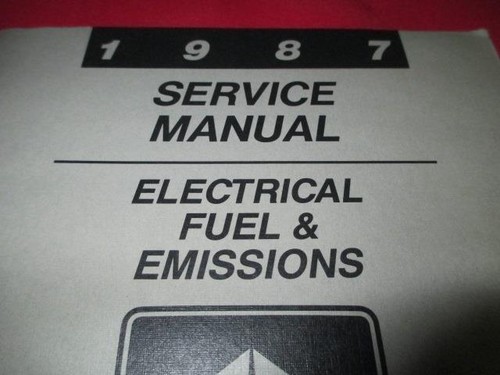 1 9 8 7
SERVICE
MANUAL
ELECTRICAL
FUEL &
EMISSIONS